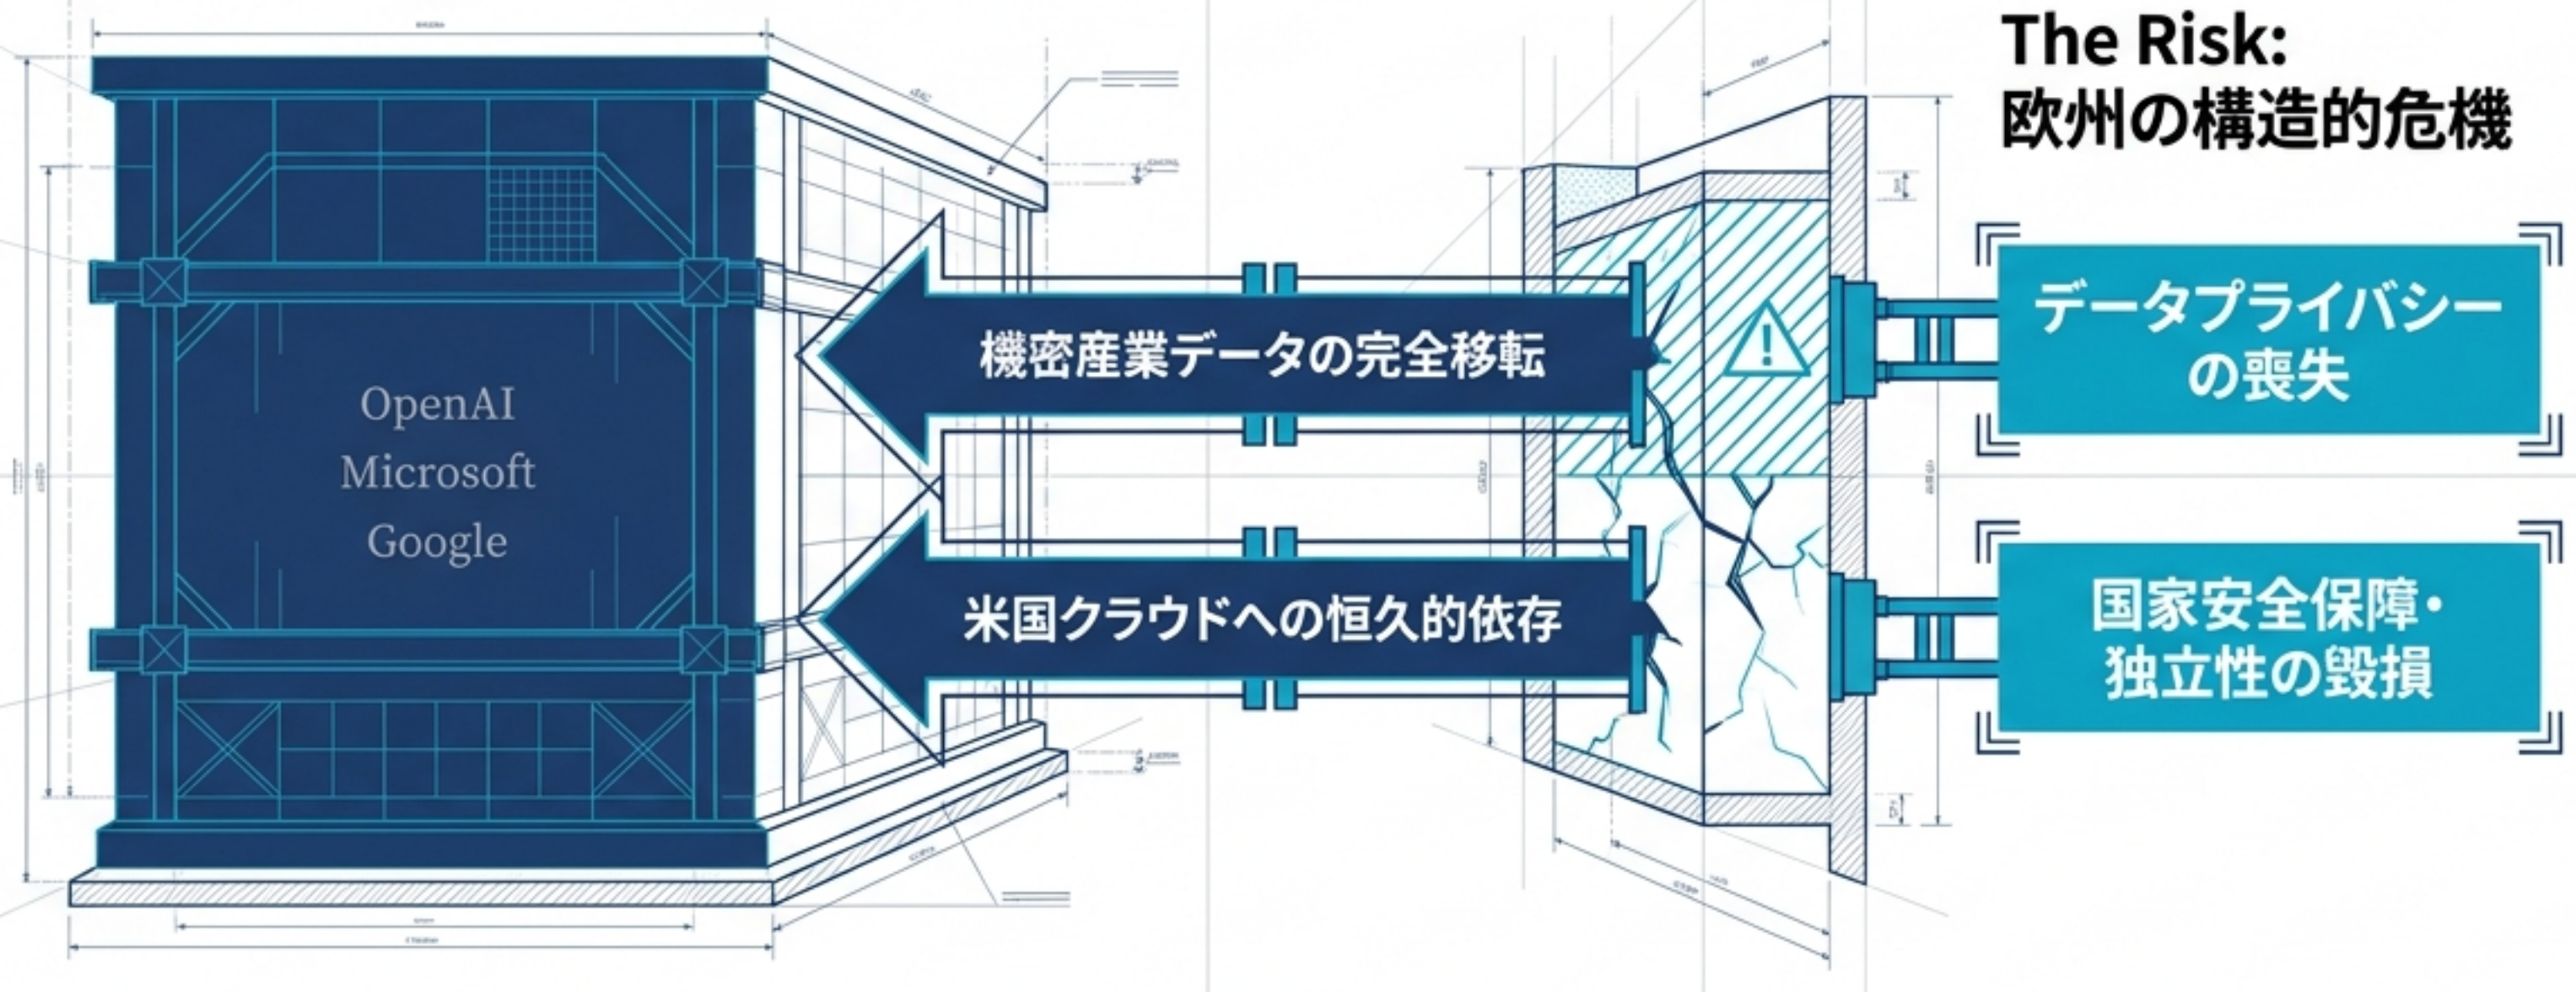 The Risk:
欧州の構造的危機
OpenAI
Microsoft
Google
機密産業データの完全移転
米国クラウドへの恒久的依存
データプライバシー
の喪失
国家安全保障・
独立性の毀損